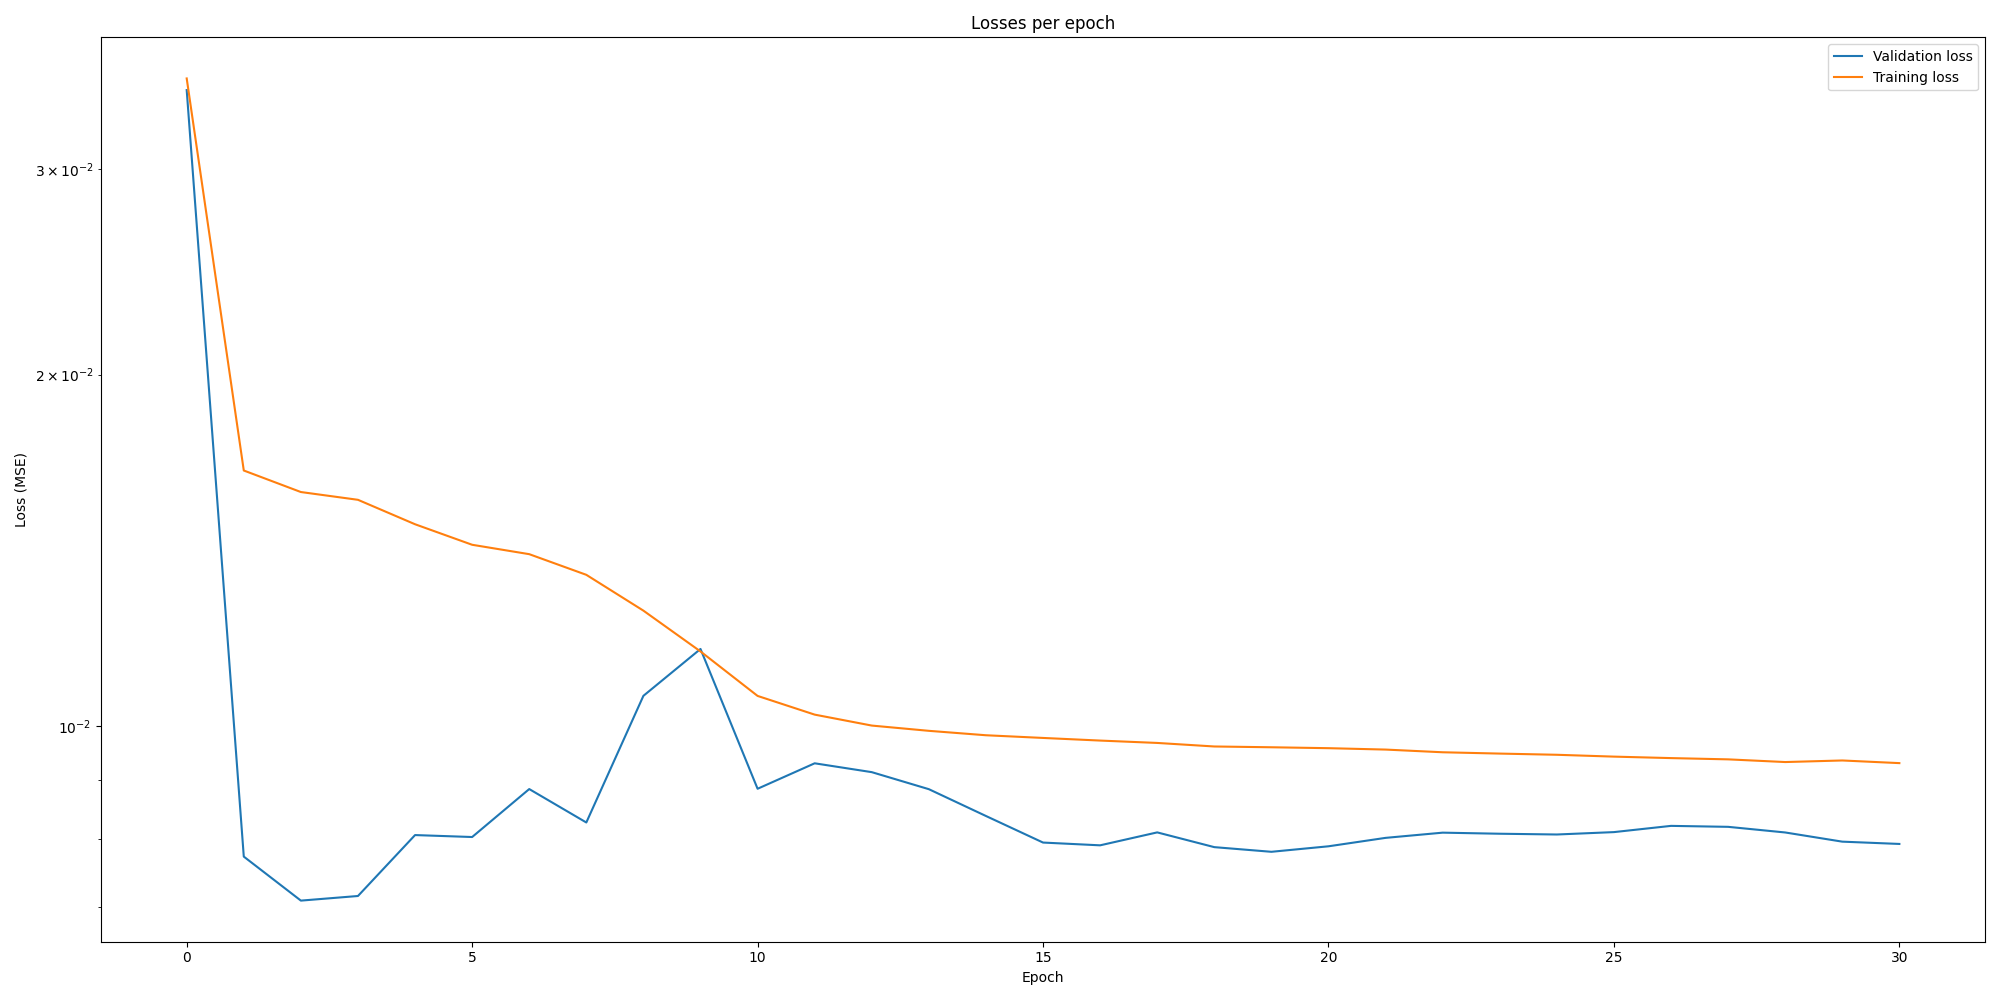 Losses per epoch
Validation loss
Training loss
3 × 10⁻²
2 × 10⁻²
10⁻²
Loss (MSE)
0 5 10 15 20 25 30
Epoch